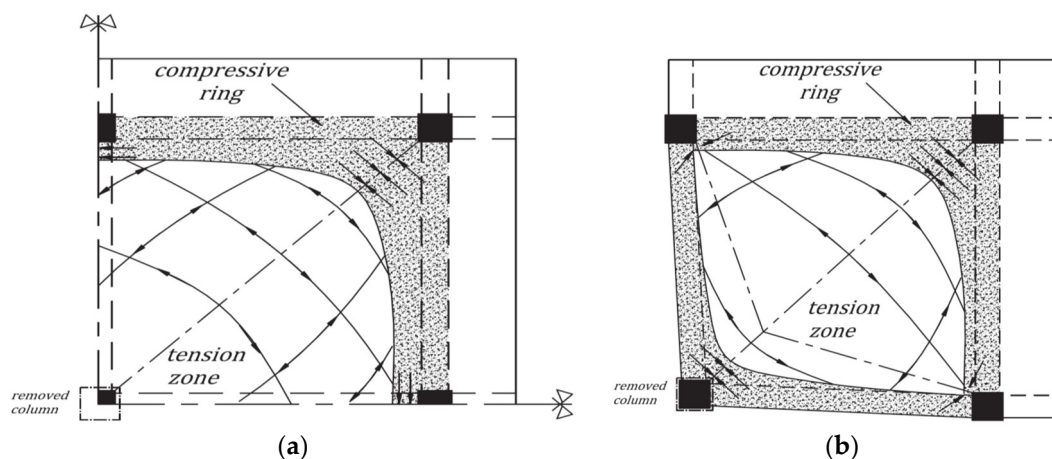 compressive
ring
tension
zone
removed
column
(a)
compressive
ring
tension
zone
removed
column
(b)